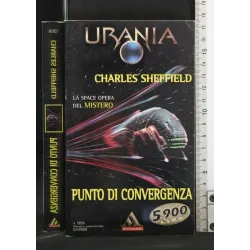 URANIA
CHARLES SHEFFIELD
LA SPACE OPERA
DEL MISTERO
PUNTO DI CONVERGENZA
5.900
MONDADORI
CHARLES SHEFFIELD
PUNTO DI CONVERGENZA